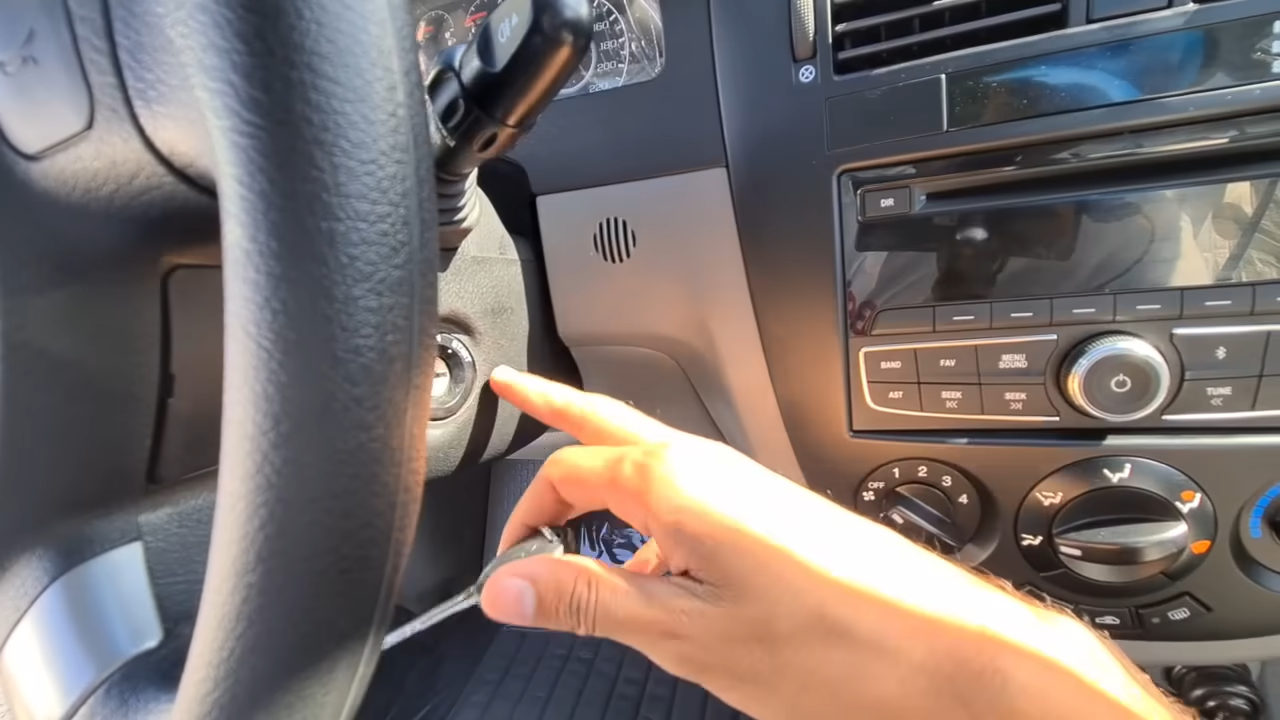 160
180
200
220
DIR
BAND
FAV
MENU
SOUND
AST
SEEK
SEEK
TUNE
OFF
1
2
3
4